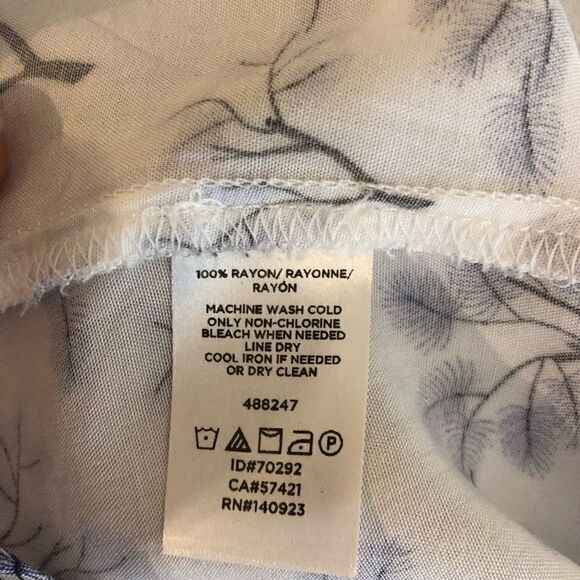 100% RAYON/ RAYONNE/
RAYÓN
MACHINE WASH COLD
ONLY NON-CHLORINE
BLEACH WHEN NEEDED
LINE DRY
COOL IRON IF NEEDED
OR DRY CLEAN
488247
P
ID#70292
CA#57421
RN#140923